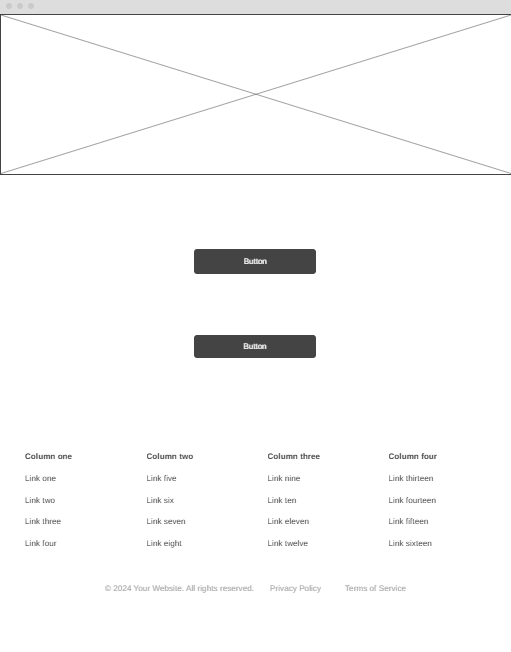 Button
Button
Column one
Column two
Column three
Column four
Link one
Link five
Link nine
Link thirteen
Link two
Link six
Link ten
Link fourteen
Link three
Link seven
Link eleven
Link fifteen
Link four
Link eight
Link twelve
Link sixteen
© 2024 Your Website. All rights reserved.
Privacy Policy
Terms of Service